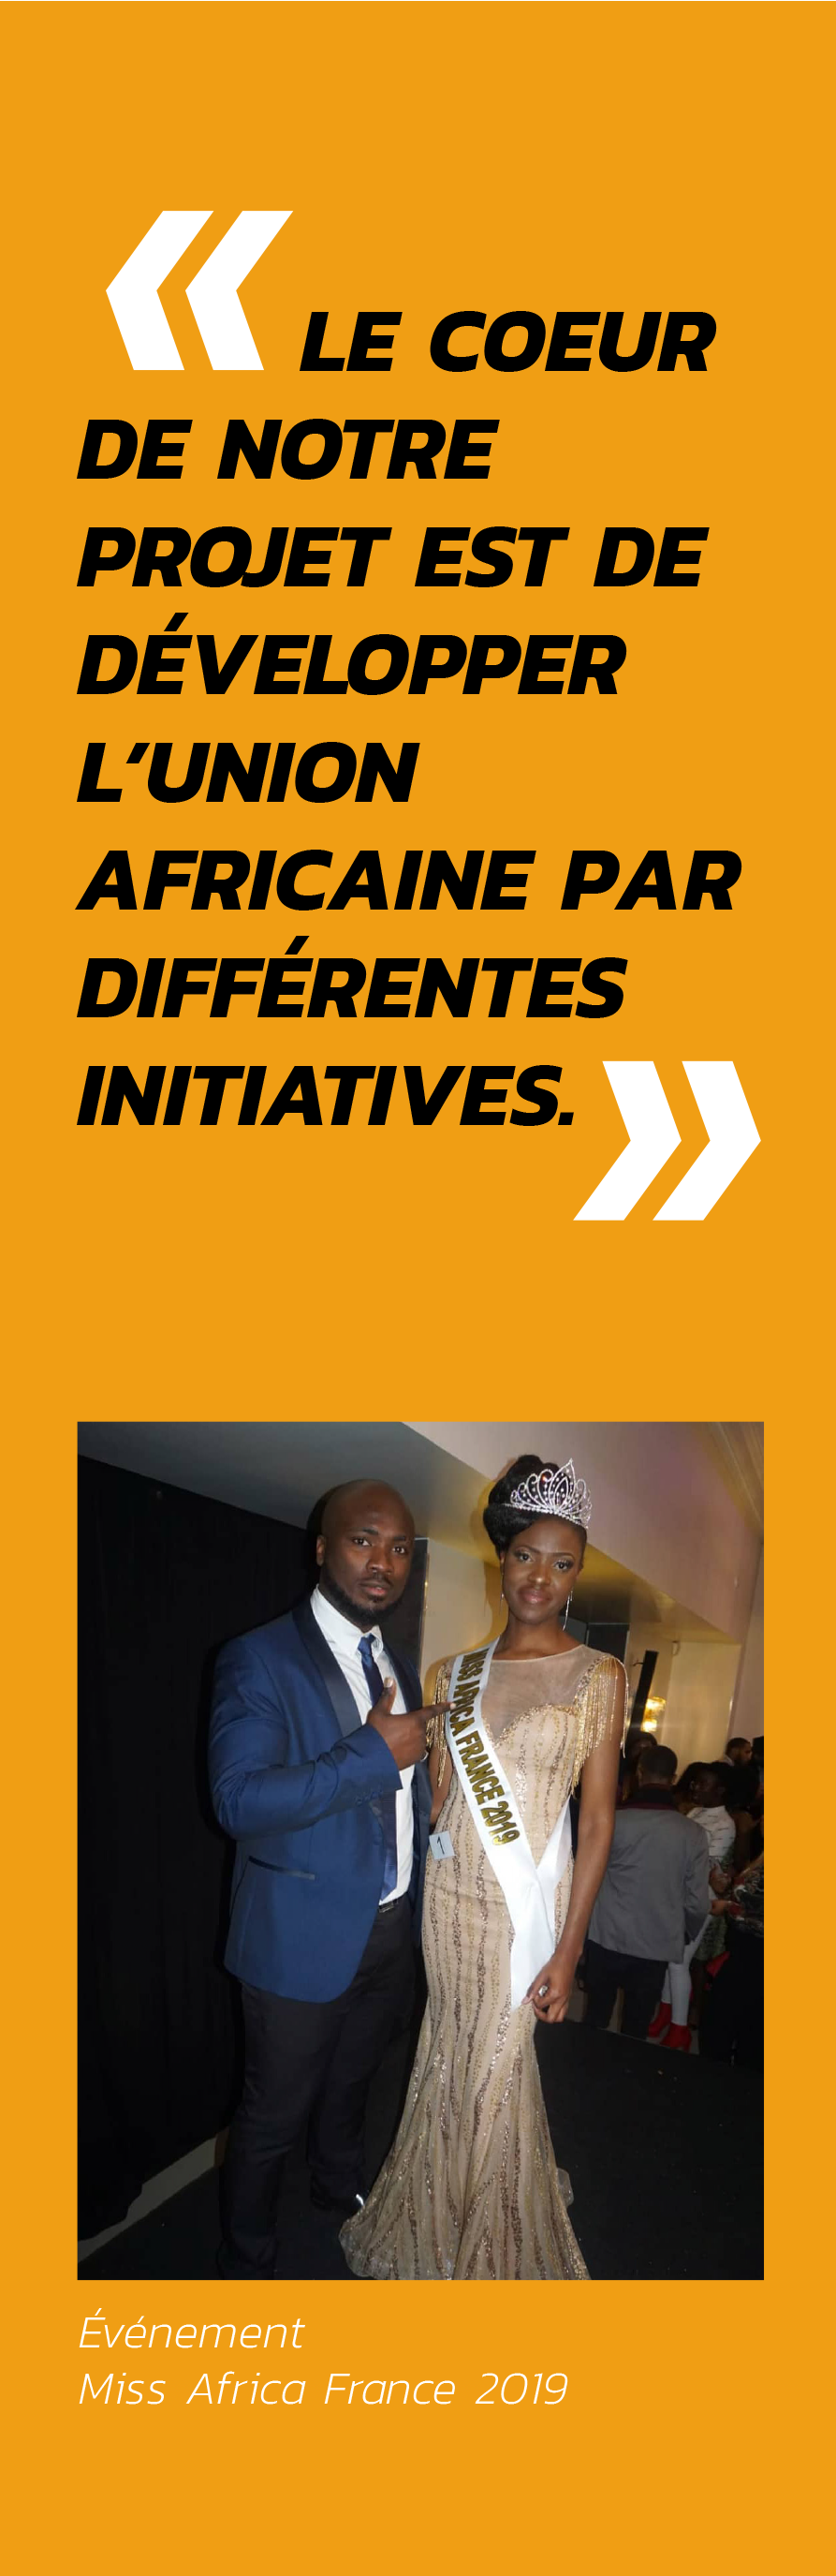 « LE COEUR
DE NOTRE
PROJET EST DE
DÉVELOPPER
L’UNION
AFRICAINE PAR
DIFFÉRENTES
INITIATIVES. »
MISS AFRICA FRANCE 2019
1
Événement
Miss Africa France 2019